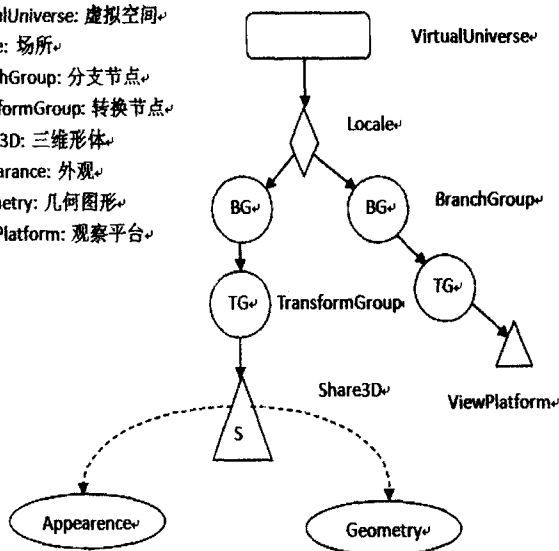 alUniverse: 虚拟空间
e: 场所
hGroup: 分支节点
formGroup: 转换节点
3D: 三维形体
arance: 外观
etry: 几何图形
Platform: 观察平台
VirtualUniverse
Locale
BG
BG
BranchGroup
TG
TransformGroup
TG
Share3D
ViewPlatform
S
Appearence
Geometry